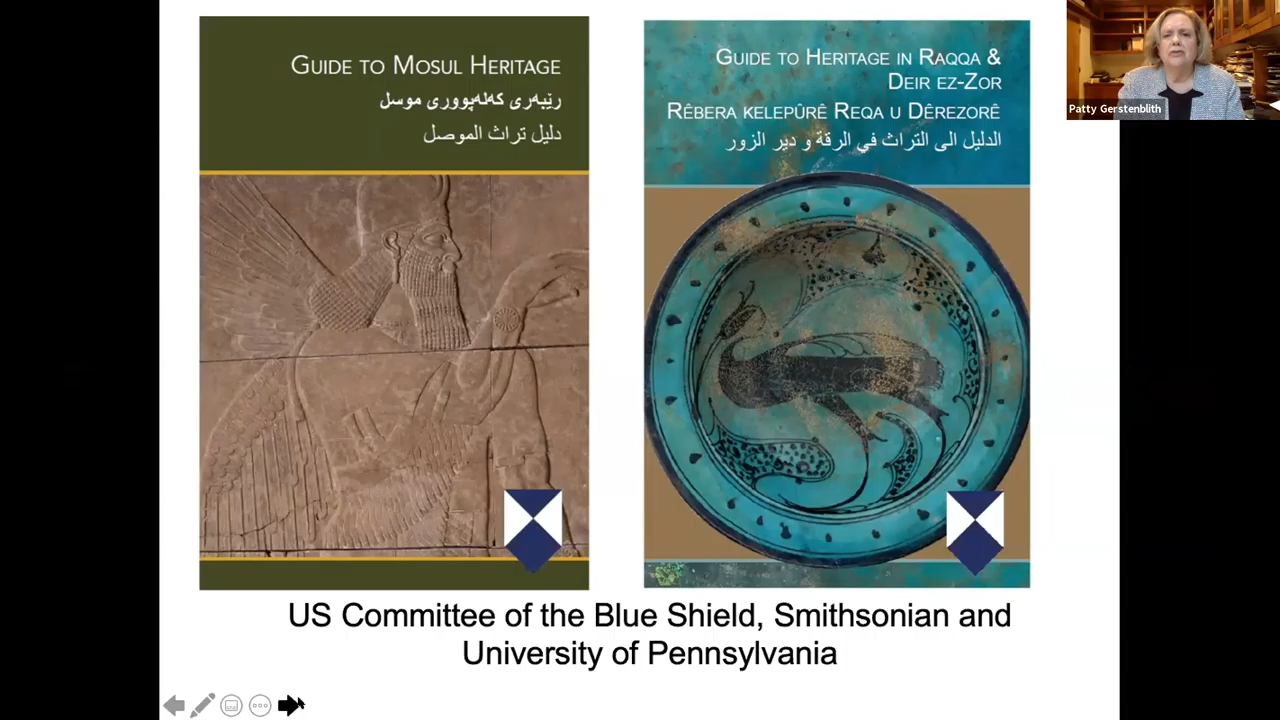 GUIDE TO MOSUL HERITAGE
ڕێبەری کەلەپووری موسڵ
دليل تراث الموصل
GUIDE TO HERITAGE IN RAQQA &
DEIR EZ-ZOR
RÊBERA KELEPÛRÊ REQA U DÊREZORÊ
الدليل الى التراث في الرقة و دير الزور
US Committee of the Blue Shield, Smithsonian and
University of Pennsylvania
Patty Gerstenblith